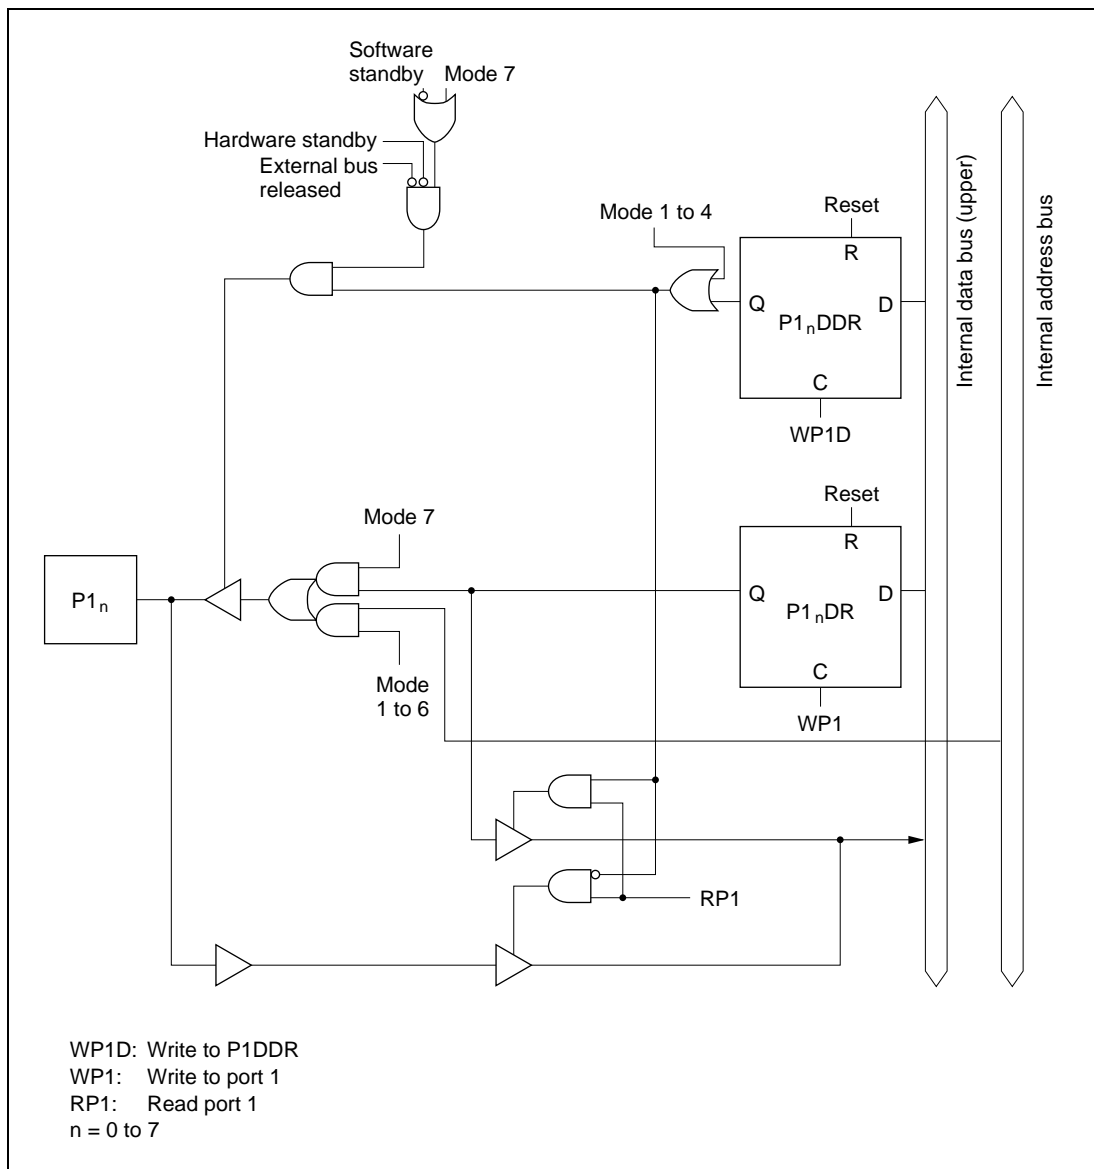 Software
standby Mode 7
Hardware standby
External bus
released
Mode 1 to 4
Reset
R
Q P1nDDR D
C
WP1D
Internal data bus (upper)
Internal address bus
Reset
R
Mode 7
P1n
Q P1nDR D
C
WP1
Mode
1 to 6
RP1
WP1D: Write to P1DDR
WP1: Write to port 1
RP1: Read port 1
n = 0 to 7